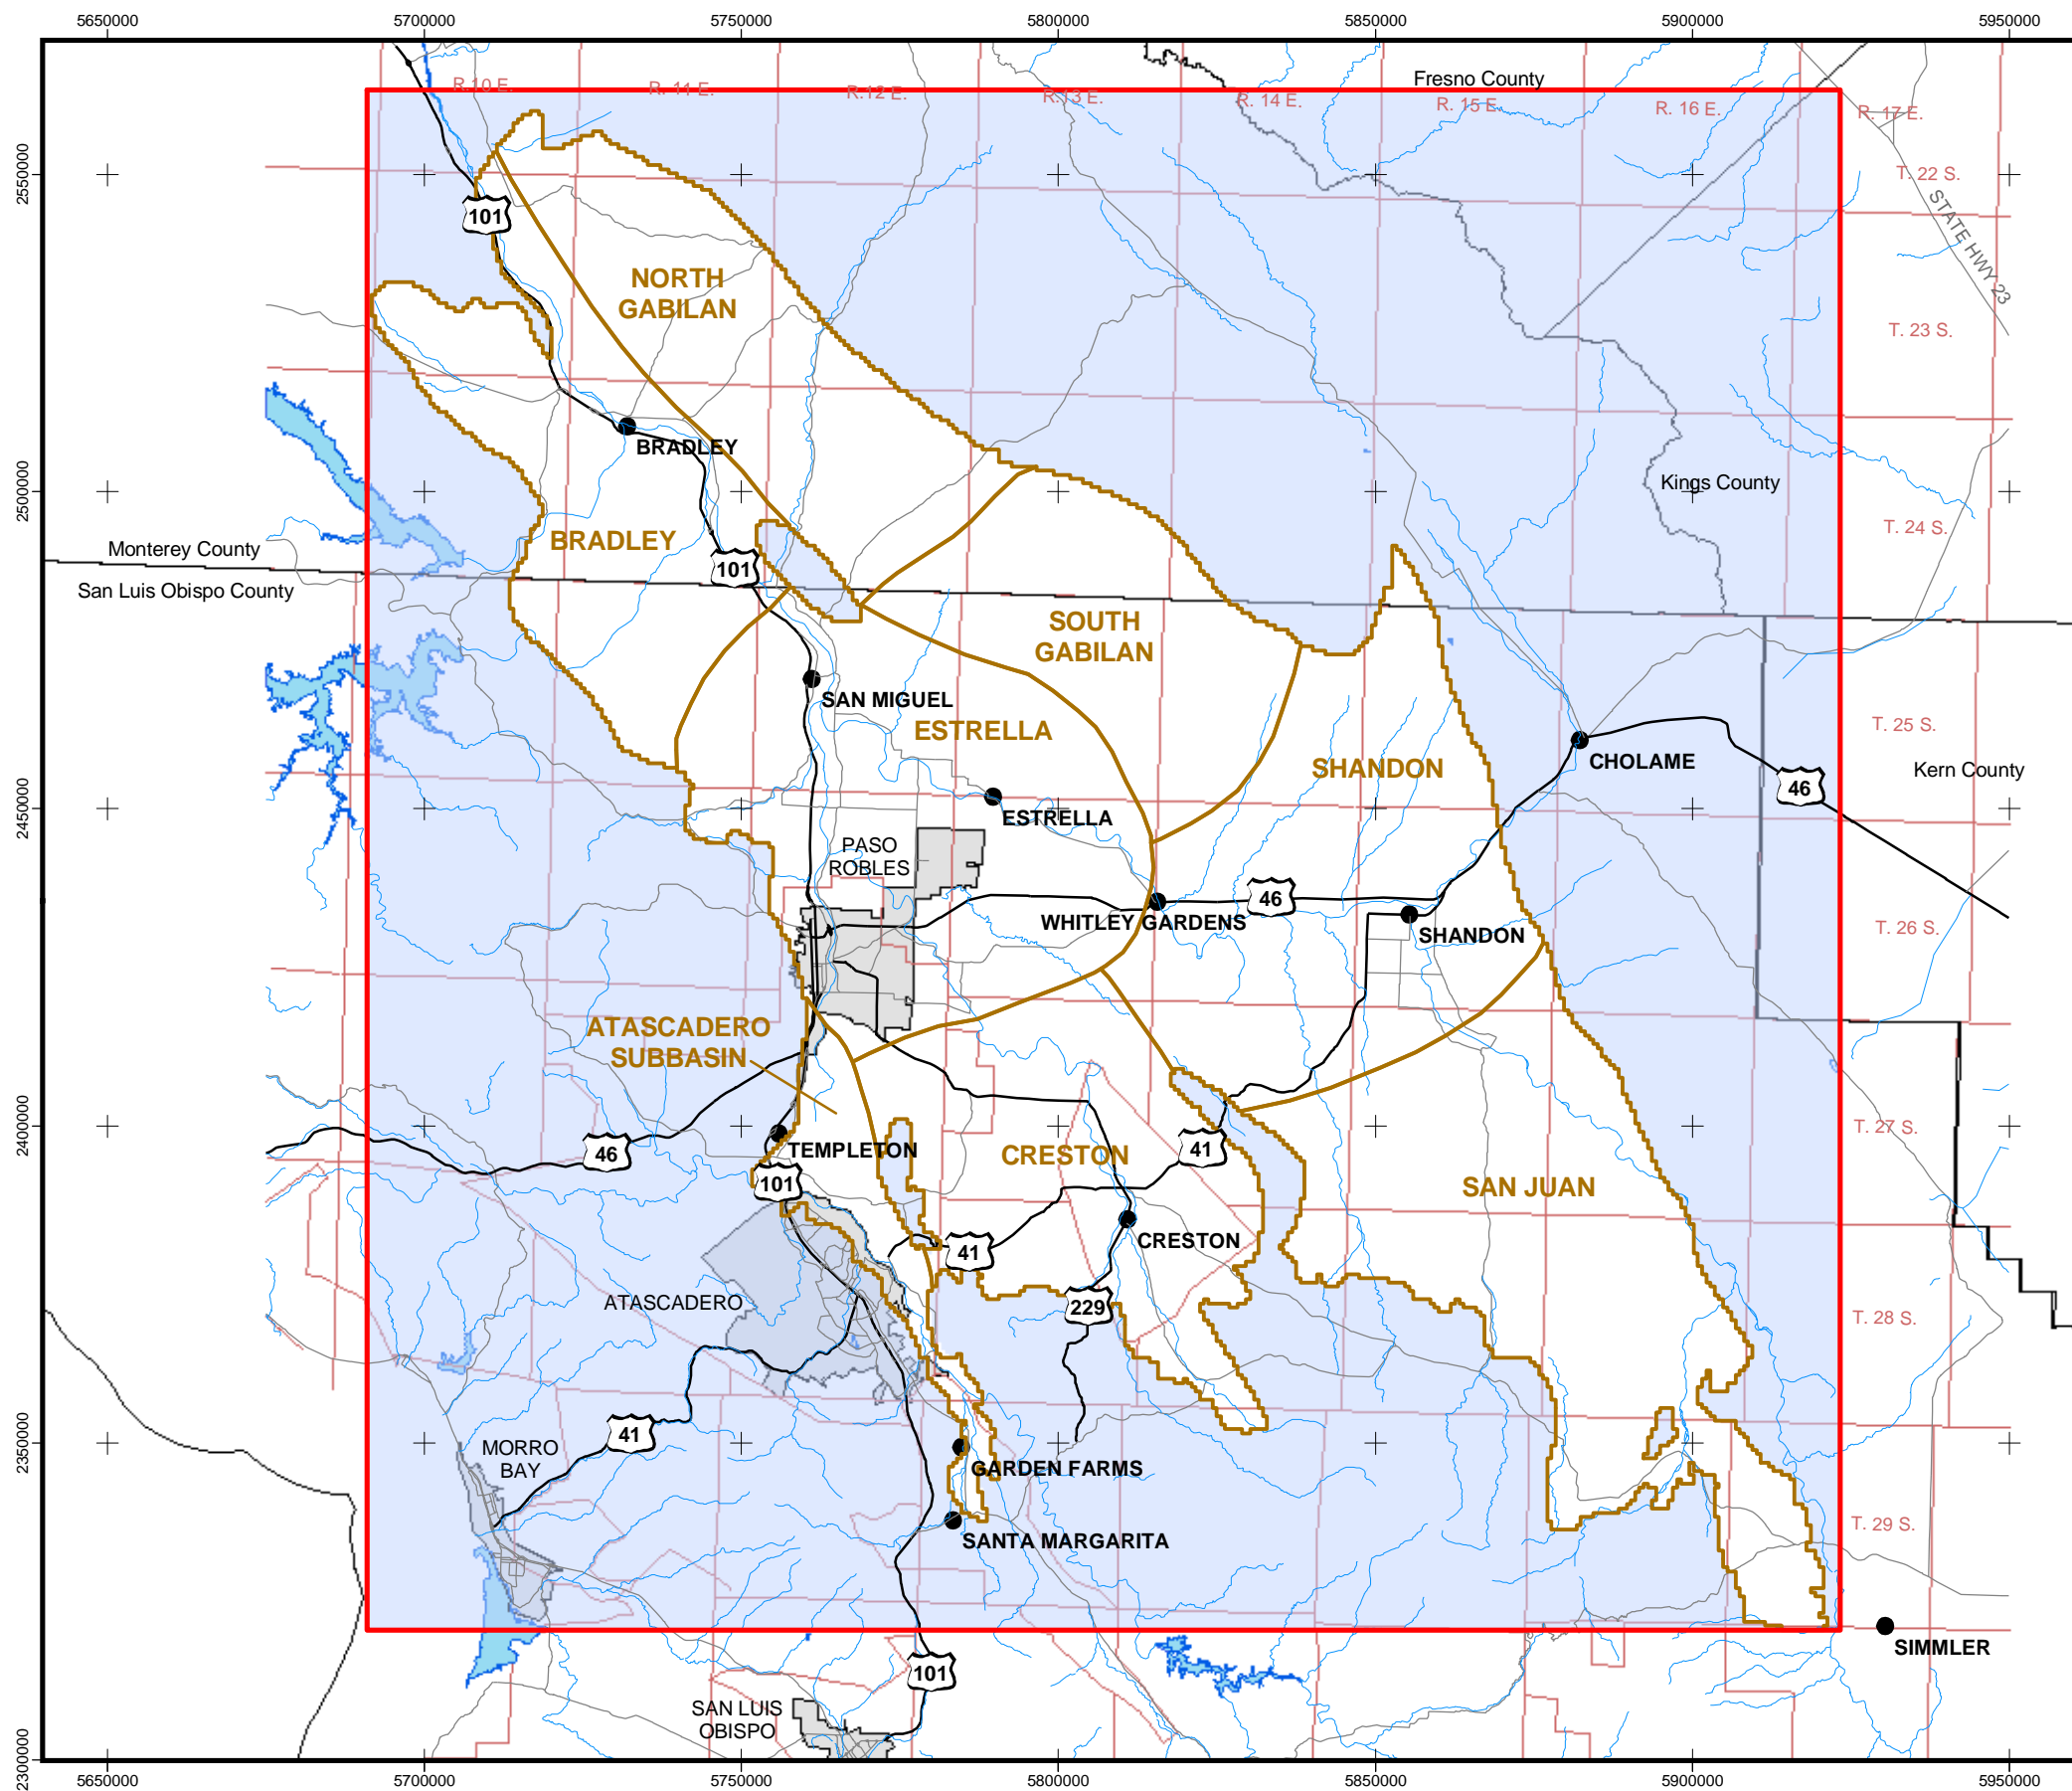 5650000 5700000 5750000 5800000 5850000 5900000 5950000
Fresno County
R. 10 E. R. 11 E. R. 12 E. R. 13 E. R. 14 E. R. 15 E. R. 16 E. R. 17 E.
2550000
T. 22 S.
101
STATE HWY 23
NORTH
GABILAN
T. 23 S.
BRADLEY
Kings County
2500000
T. 24 S.
BRADLEY
Monterey County
101
San Luis Obispo County
SOUTH
GABILAN
SAN MIGUEL
ESTRELLA
T. 25 S.
SHANDON
CHOLAME
Kern County
46
2450000
ESTRELLA
PASO
ROBLES
46
WHITLEY GARDENS
SHANDON
T. 26 S.
ATASCADERO
SUBBASIN
2400000
T. 27 S.
46
TEMPLETON
41
CRESTON
101
SAN JUAN
CRESTON
41
ATASCADERO
229
T. 28 S.
41
2350000
MORRO
BAY
GARDEN FARMS
SANTA MARGARITA
T. 29 S.
SIMMLER
101
SAN LUIS
OBISPO
2300000
5650000 5700000 5750000 5800000 5850000 5900000 5950000